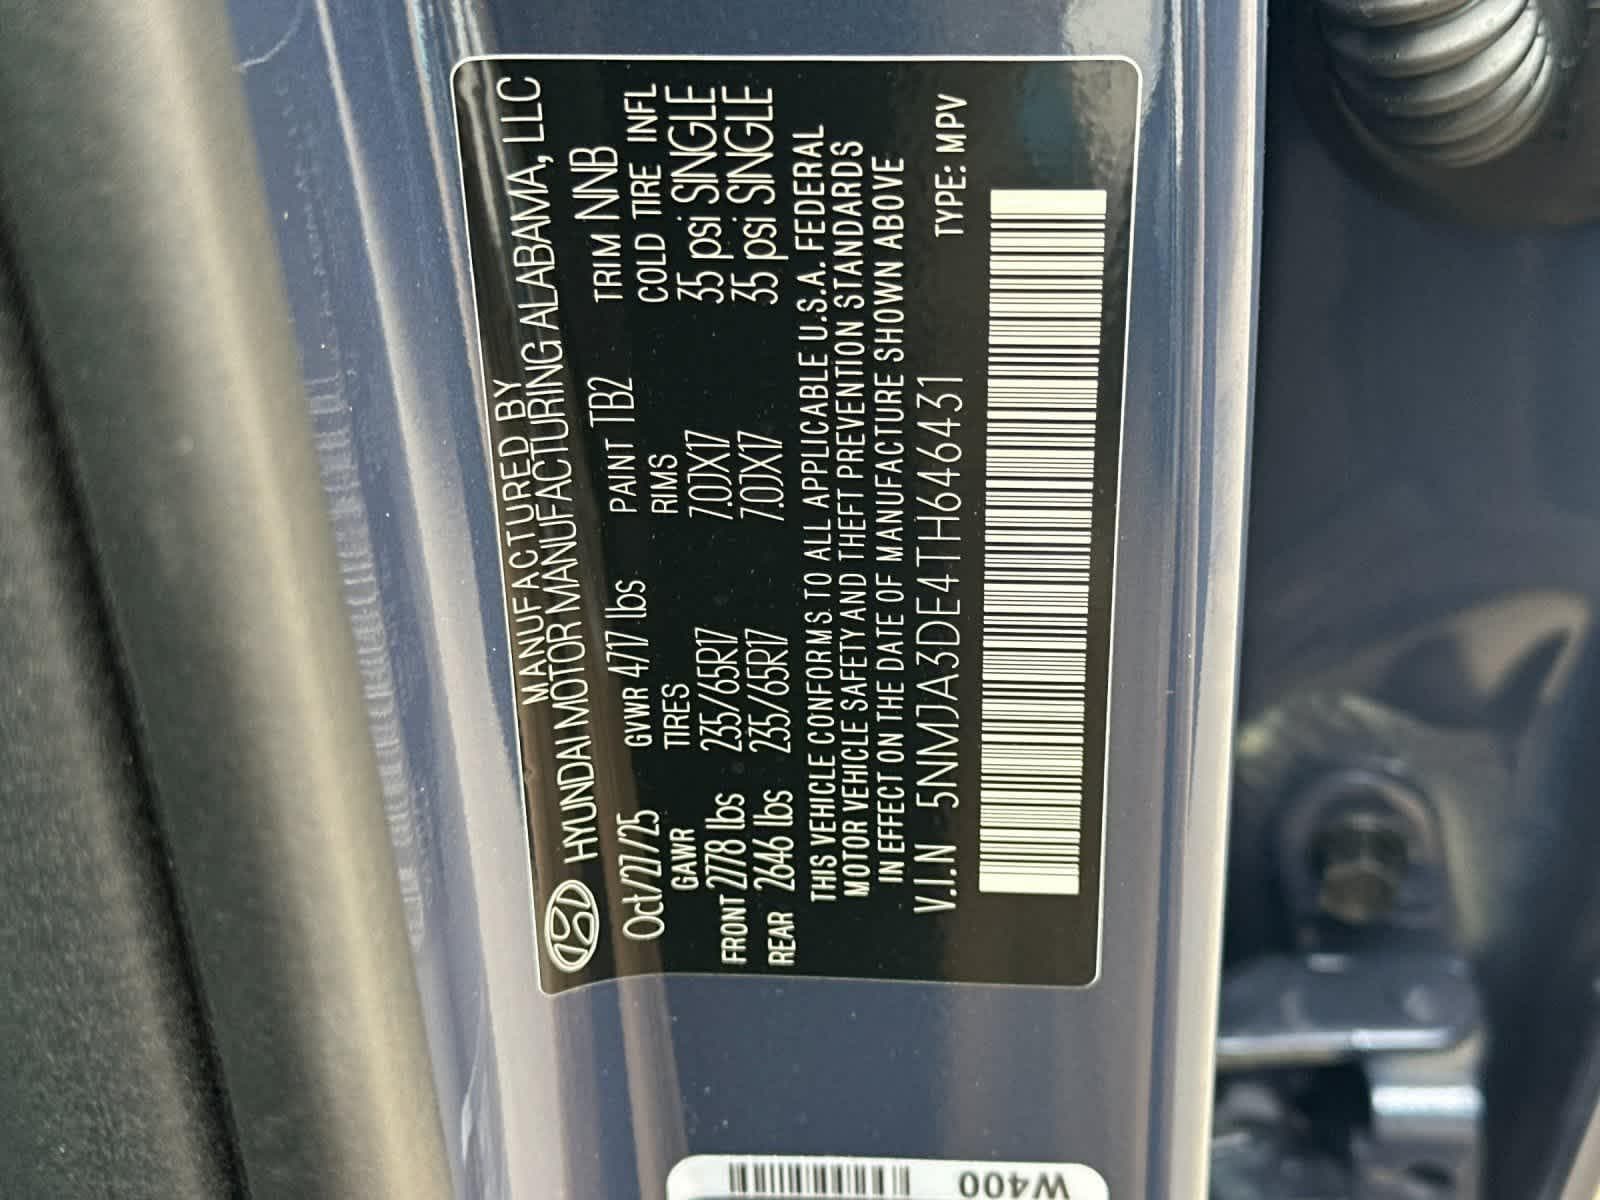 MANUFACTURED BY
HYUNDAI MOTOR MANUFACTURING ALABAMA, LLC
Oct/27/25 GVWR 4717 lbs PAINT TB2 TRIM NNB
GAWR TIRES RIMS COLD TIRE INFL
FRONT 2778 lbs 235/65R17 7.0JX17 35 psi SINGLE
REAR 2646 lbs 235/65R17 7.0JX17 35 psi SINGLE
THIS VEHICLE CONFORMS TO ALL APPLICABLE U.S.A. FEDERAL
MOTOR VEHICLE SAFETY AND THEFT PREVENTION STANDARDS
IN EFFECT ON THE DATE OF MANUFACTURE SHOWN ABOVE
V.I.N 5NMJA3DE4TH646431 TYPE: MPV
W400